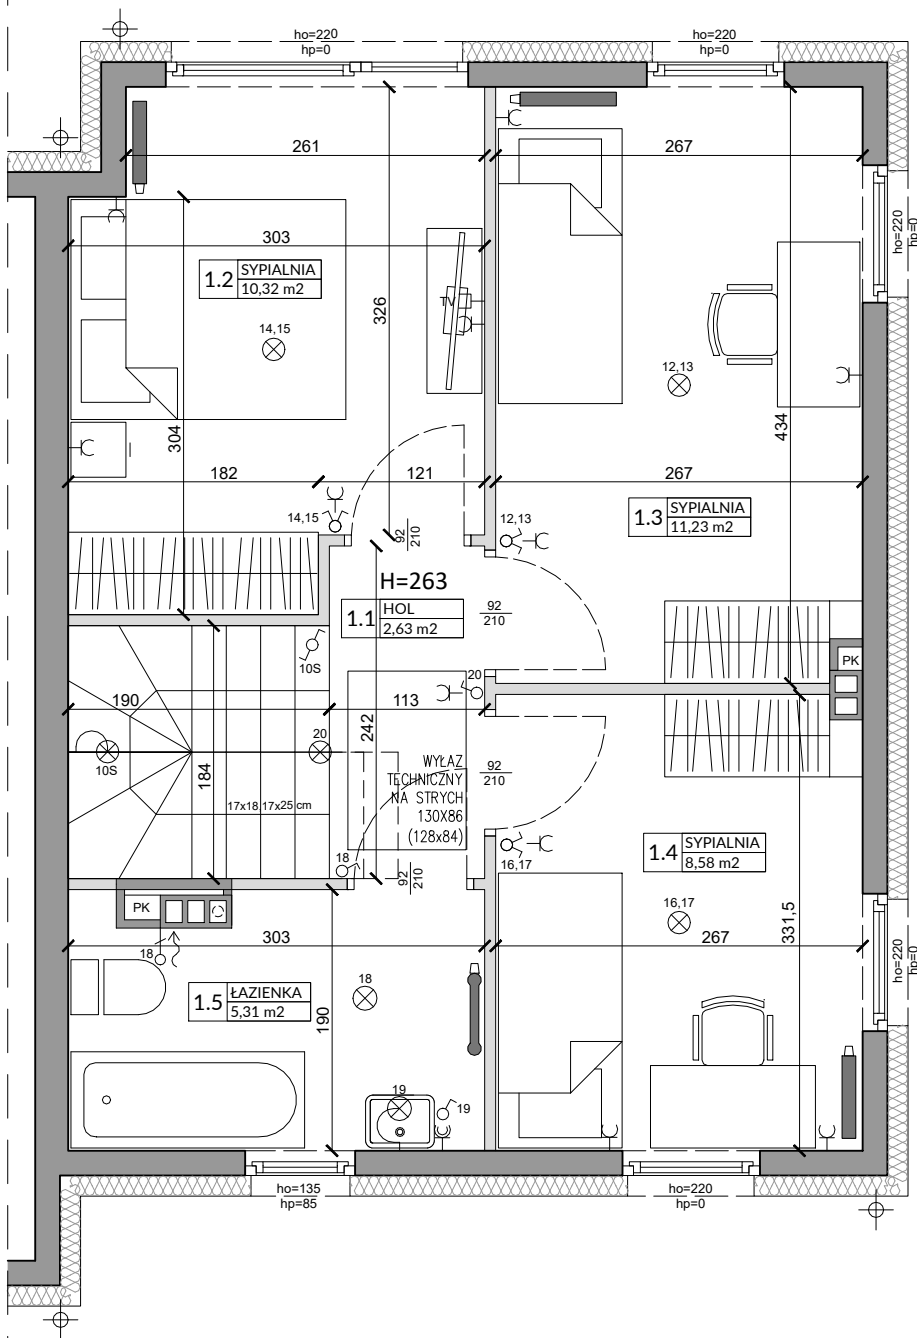 ho=220
hp=0
ho=220
hp=0
261
267
ho=220
hp=0
303
1.2 SYPIALNIA
10,32 m2
TV
326
14,15
12,13
304
434
182
121
267
14,15
92
210
12,13
1.3 SYPIALNIA
11,23 m2
H=263
1.1 HOL
2,63 m2
92
210
10S
PK
20
190
113
242
20
10S
184
WYŁAZ
TECHNICZNY
NA STRYCH
130X86
(128x84)
92
210
17x18,17x25 cm
18
92
210
16,17
1.4 SYPIALNIA
8,58 m2
PK
16,17
331,5
303
267
18
18
ho=220
hp=0
1.5 ŁAZIENKA
5,31 m2
190
19
19
ho=135
hp=85
ho=220
hp=0